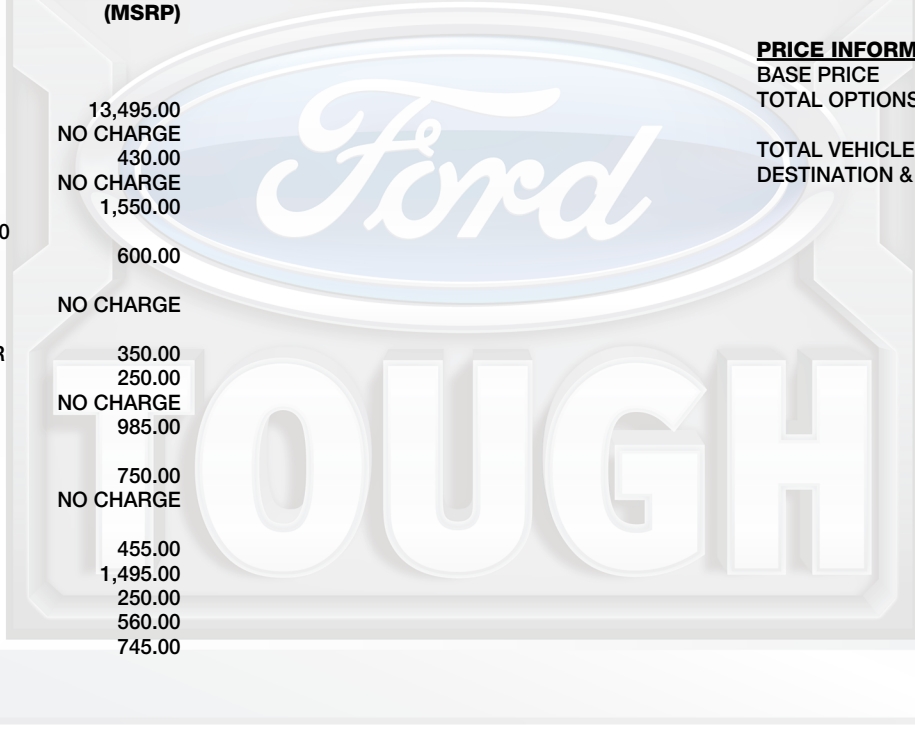 (MSRP)
13,495.00
NO CHARGE
430.00
NO CHARGE
1,550.00
0
600.00
NO CHARGE
R
350.00
250.00
NO CHARGE
985.00
750.00
NO CHARGE
455.00
1,495.00
250.00
560.00
745.00
PRICE INFORM
BASE PRICE
TOTAL OPTIONS
TOTAL VEHICLE
DESTINATION &
Ford
TOUGH